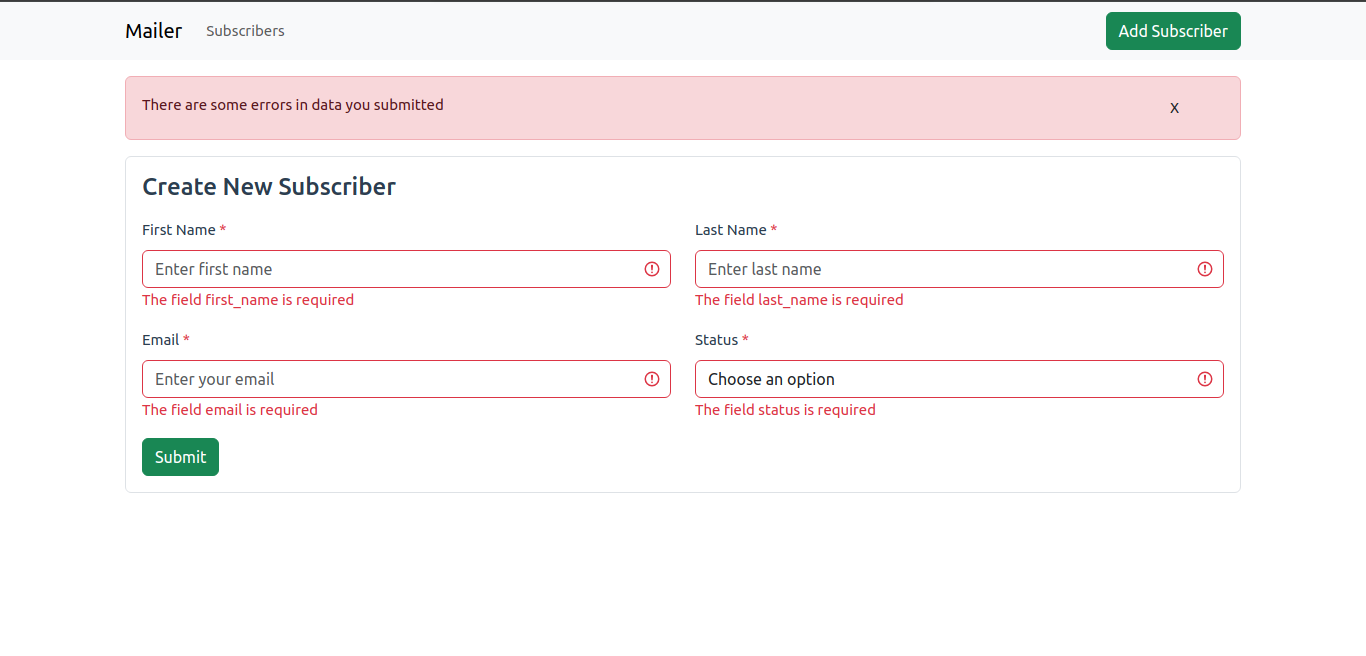 Mailer Subscribers Add Subscriber
There are some errors in data you submitted X
Create New Subscriber
First Name * Last Name *
Enter first name Enter last name
The field first_name is required The field last_name is required
Email * Status *
Enter your email Choose an option
The field email is required The field status is required
Submit